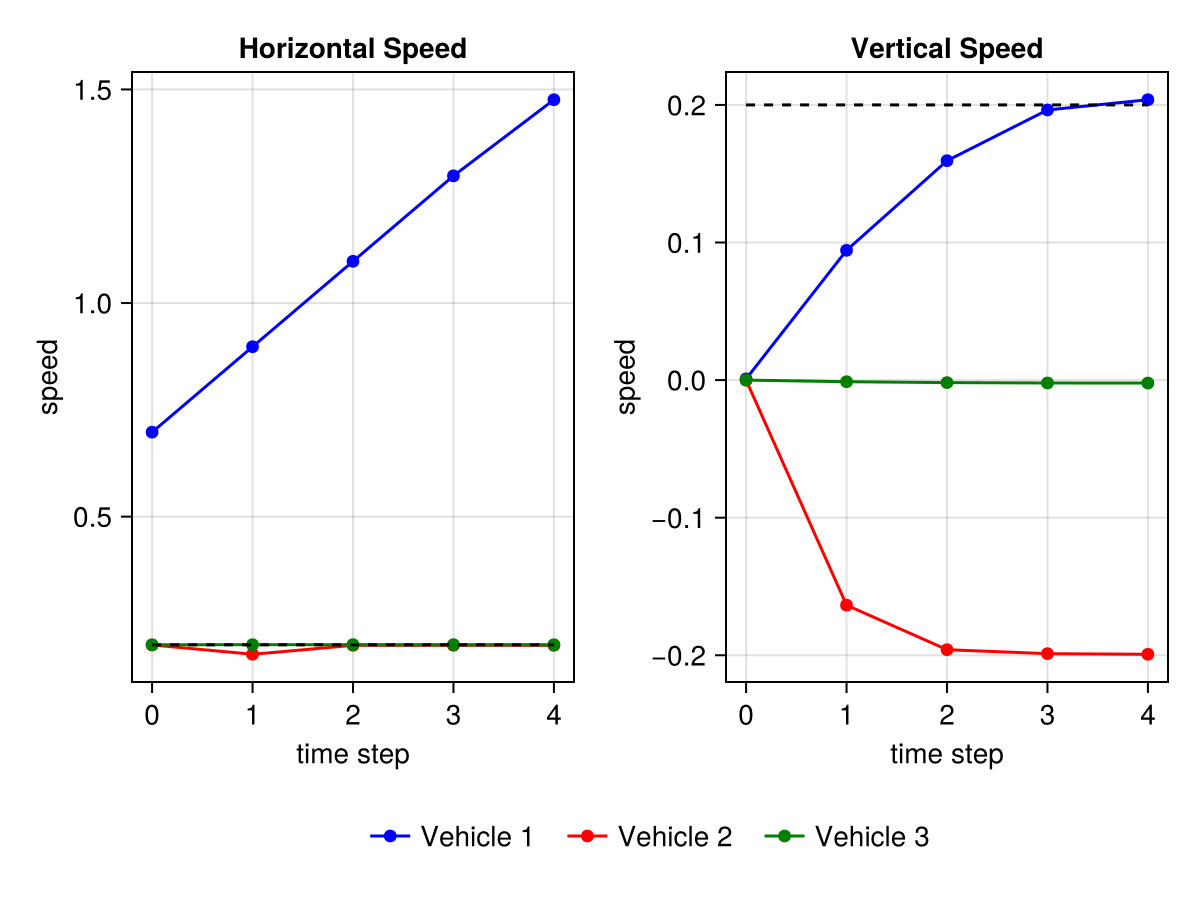 Horizontal Speed
1.5
1.0
0.5
speed
0 1 2 3 4
time step
Vertical Speed
0.2
0.1
0.0
−0.1
−0.2
speed
0 1 2 3 4
time step
Vehicle 1 Vehicle 2 Vehicle 3